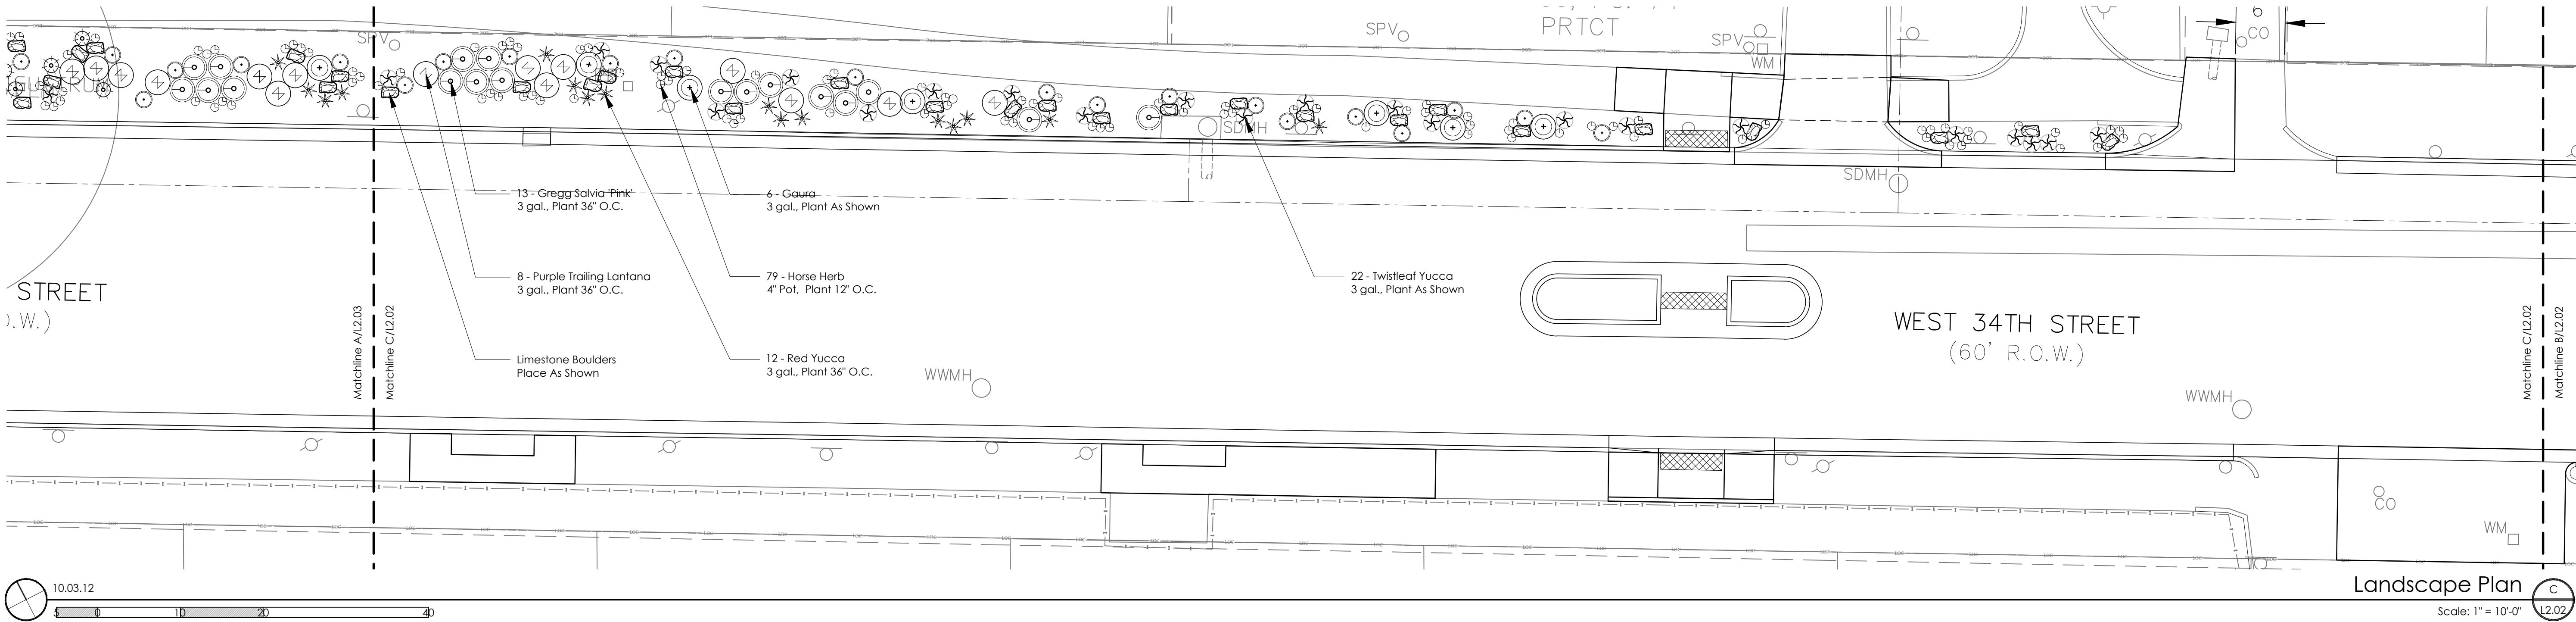 PRTCT
SPV
SPV
SPV
WM
6
CO
SDMH
SDMH
13 - Gregg Salvia 'Pink'
3 gal., Plant 36" O.C.
6 - Gaura
3 gal., Plant As Shown
8 - Purple Trailing Lantana
3 gal., Plant 36" O.C.
79 - Horse Herb
4" Pot, Plant 12" O.C.
22 - Twistleaf Yucca
3 gal., Plant As Shown
Limestone Boulders
Place As Shown
12 - Red Yucca
3 gal., Plant 36" O.C.
STREET
.W.)
Matchline A/L2.03
Matchline C/L2.02
WEST 34TH STREET
(60' R.O.W.)
Matchline C/L2.02
Matchline B/L2.02
WWMH
WWMH
CO
WM
10.03.12
5 0 10 20 40
Landscape Plan
Scale: 1" = 10'-0"
C
L2.02